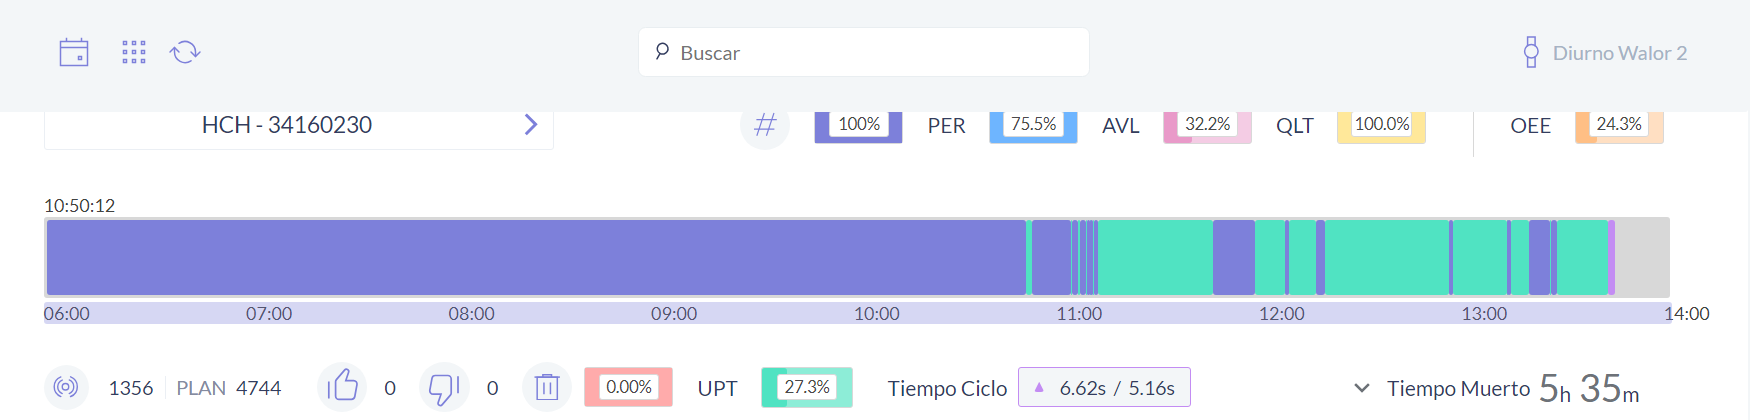 Buscar
Diurno Walor 2
HCH - 34160230
# 100% PER 75.5% AVL 32.2% QLT 100.0% OEE 24.3%
10:50:12
06:00 07:00 08:00 09:00 10:00 11:00 12:00 13:00 14:00
1356 PLAN 4744 0 0 0.00% UPT 27.3% Tiempo Ciclo 6.62s / 5.16s Tiempo Muerto 5h 35m